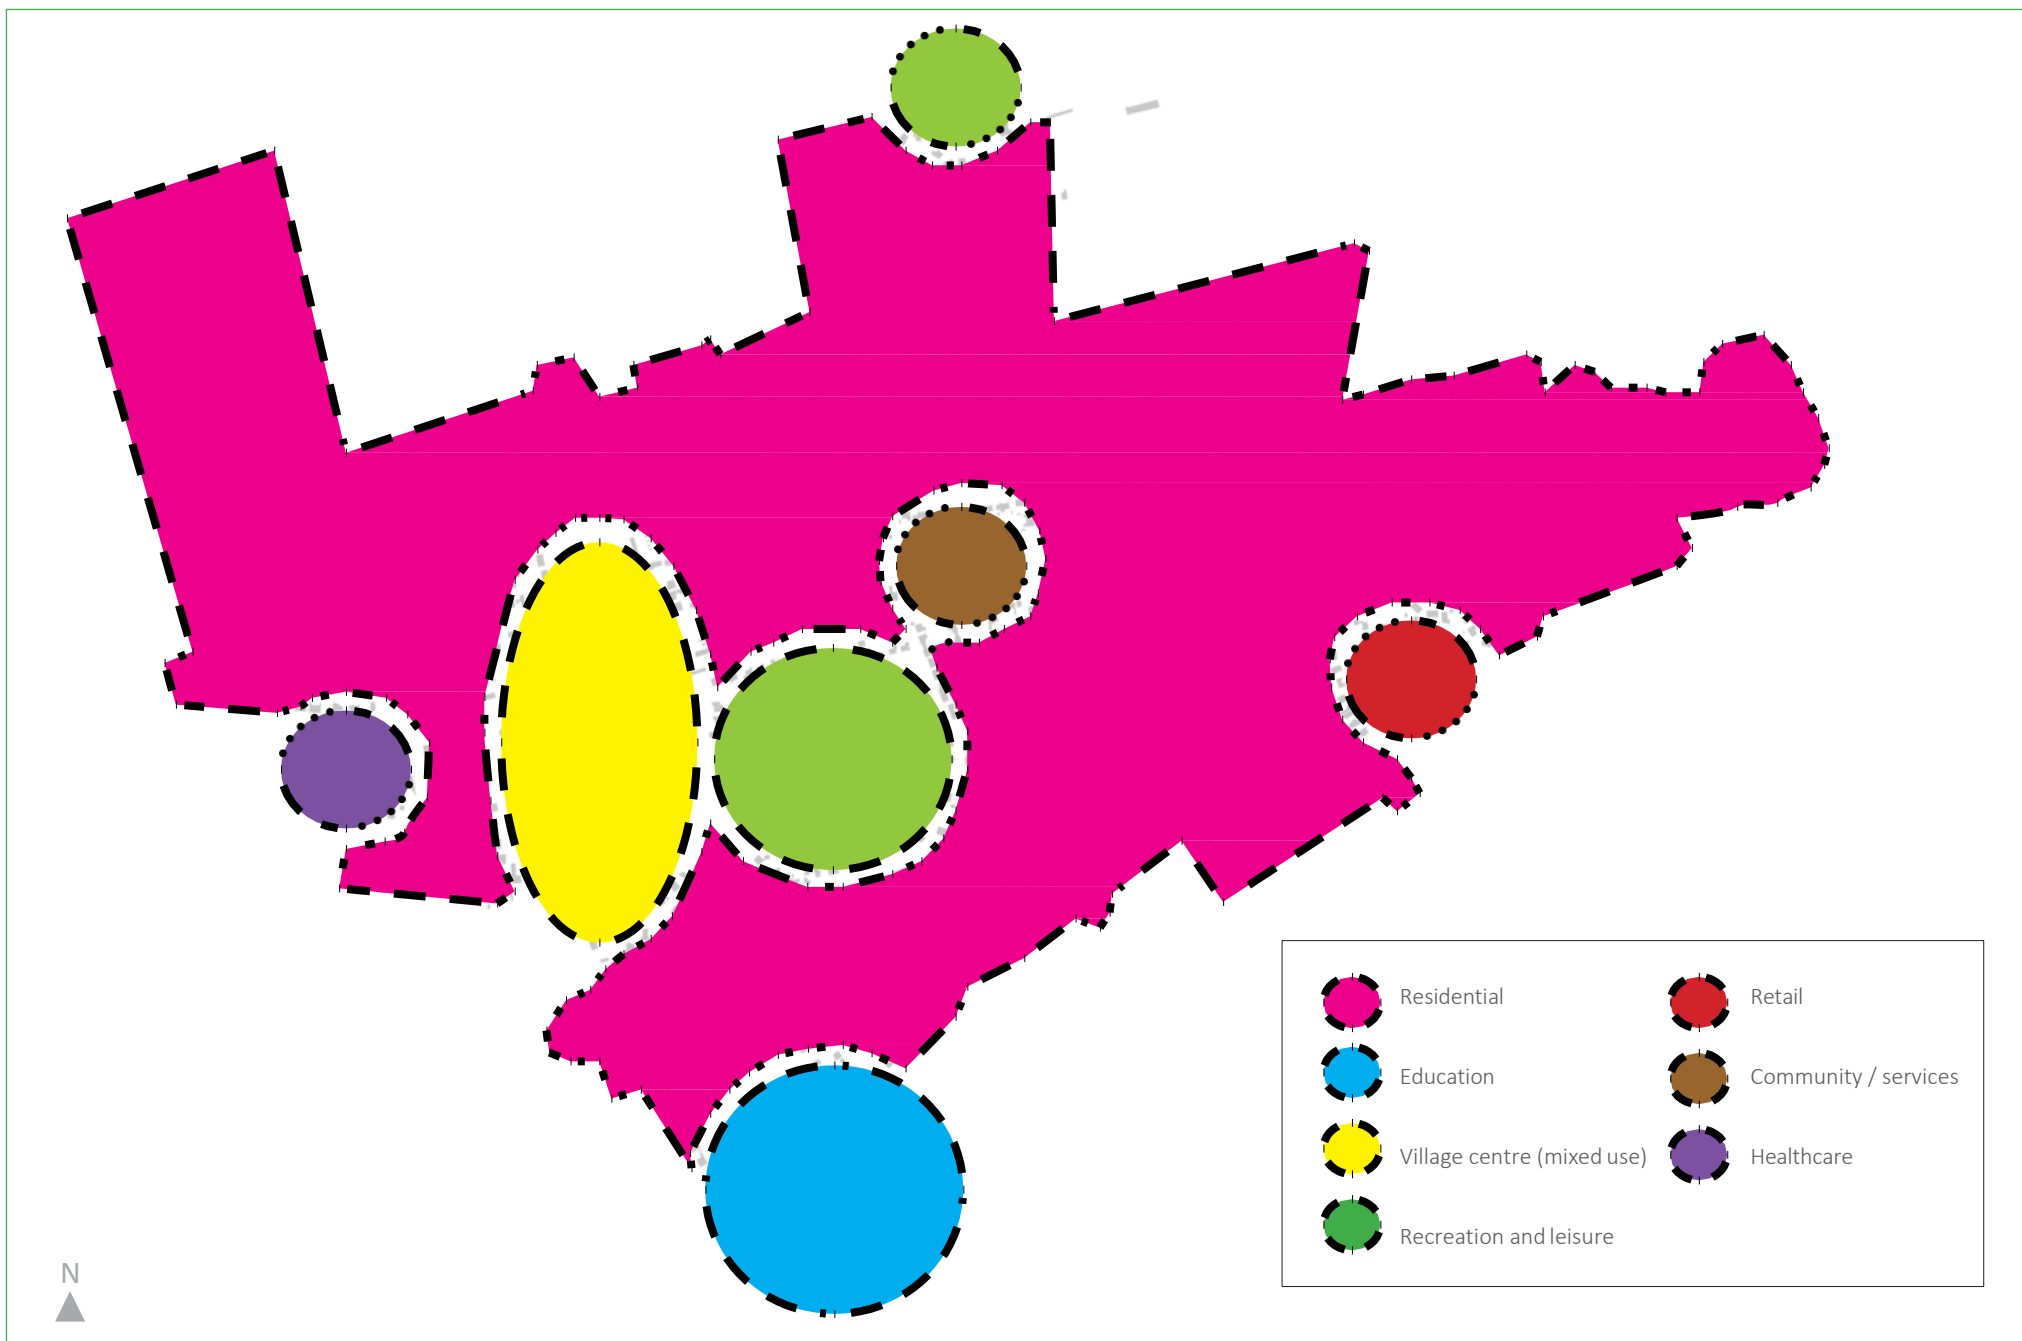 Residential
Retail
Education
Community / services
Village centre (mixed use)
Healthcare
Recreation and leisure
N